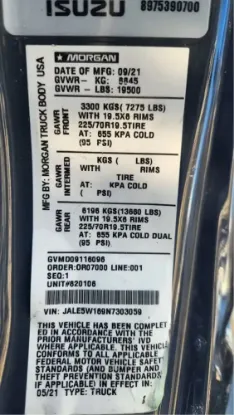 ISUZU 8975390700
MORGAN
DATE OF MFG: 09/21
GVWR- KG: 8845
GVWR- LBS: 19500
MFG BY: MORGAN TRUCK BODY USA
GAWR
FRONT
3300 KGS( 7275 LBS)
WITH 19.5X6 RIMS
225/70R19.5TIRE
AT: 655 KPA COLD
(95 PSI)
GAWR
INTERMED
KGS ( LBS)
WITH RIMS
TIRE
AT: KPA COLD
( PSI)
GAWR
REAR
6196 KGS(13660 LBS)
WITH 19.5X6 RIMS
225/70R19.5TIRE
AT: 655 KPA COLD DUAL
(95 PSI)
GVMD09116096
ORDER:OR07000 LINE:001
SEQ:1
UNIT#820106
VIN: JALE5W169N7303059
THIS VEHICLE HAS BEEN COMPLET
ED IN ACCORDANCE WITH THE
PRIOR MANUFACTURERS' IVD
WHERE APPLICABLE. THIS VEHICLE
CONFORMS TO ALL APPLICABLE
FEDERAL MOTOR VEHICLE SAFETY
STANDARDS (AND BUMPER AND
THEFT PREVENTION STANDARDS
IF APPLICABLE) IN EFFECT IN:
05/21 TYPE: TRUCK